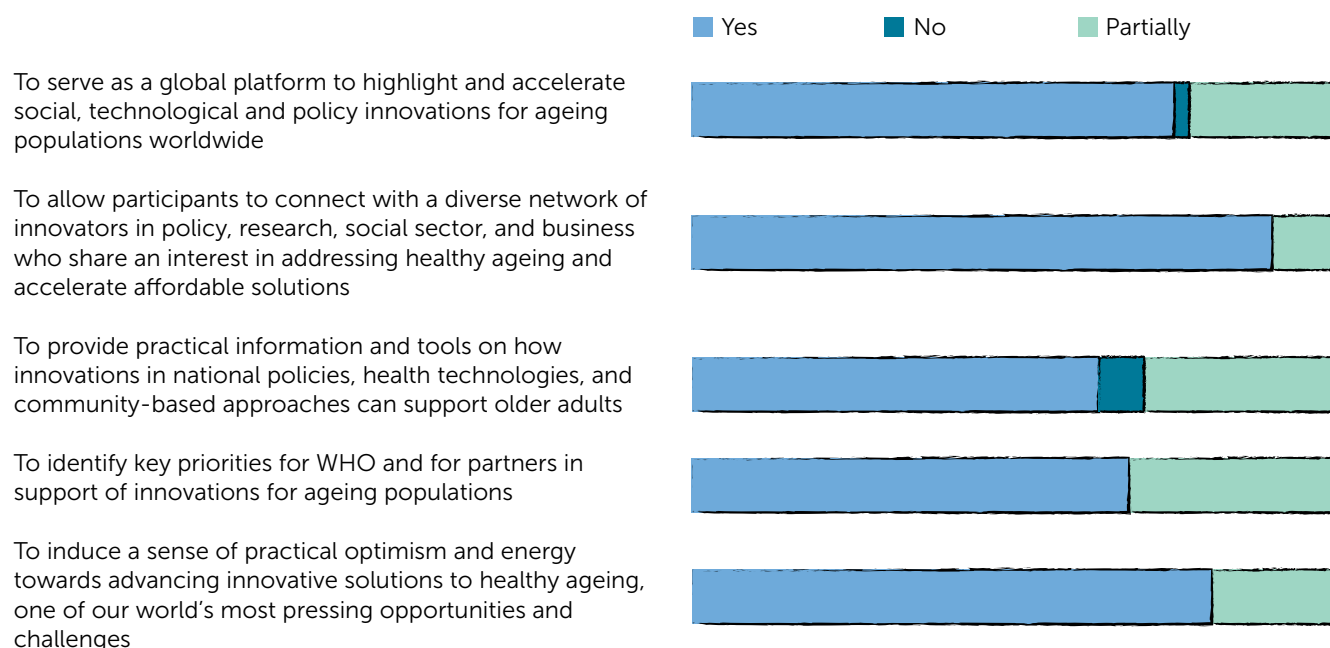 Yes No Partially
To serve as a global platform to highlight and accelerate
social, technological and policy innovations for ageing
populations worldwide
To allow participants to connect with a diverse network of
innovators in policy, research, social sector, and business
who share an interest in addressing healthy ageing and
accelerate affordable solutions
To provide practical information and tools on how
innovations in national policies, health technologies, and
community-based approaches can support older adults
To identify key priorities for WHO and for partners in
support of innovations for ageing populations
To induce a sense of practical optimism and energy
towards advancing innovative solutions to healthy ageing,
one of our world's most pressing opportunities and
challenges